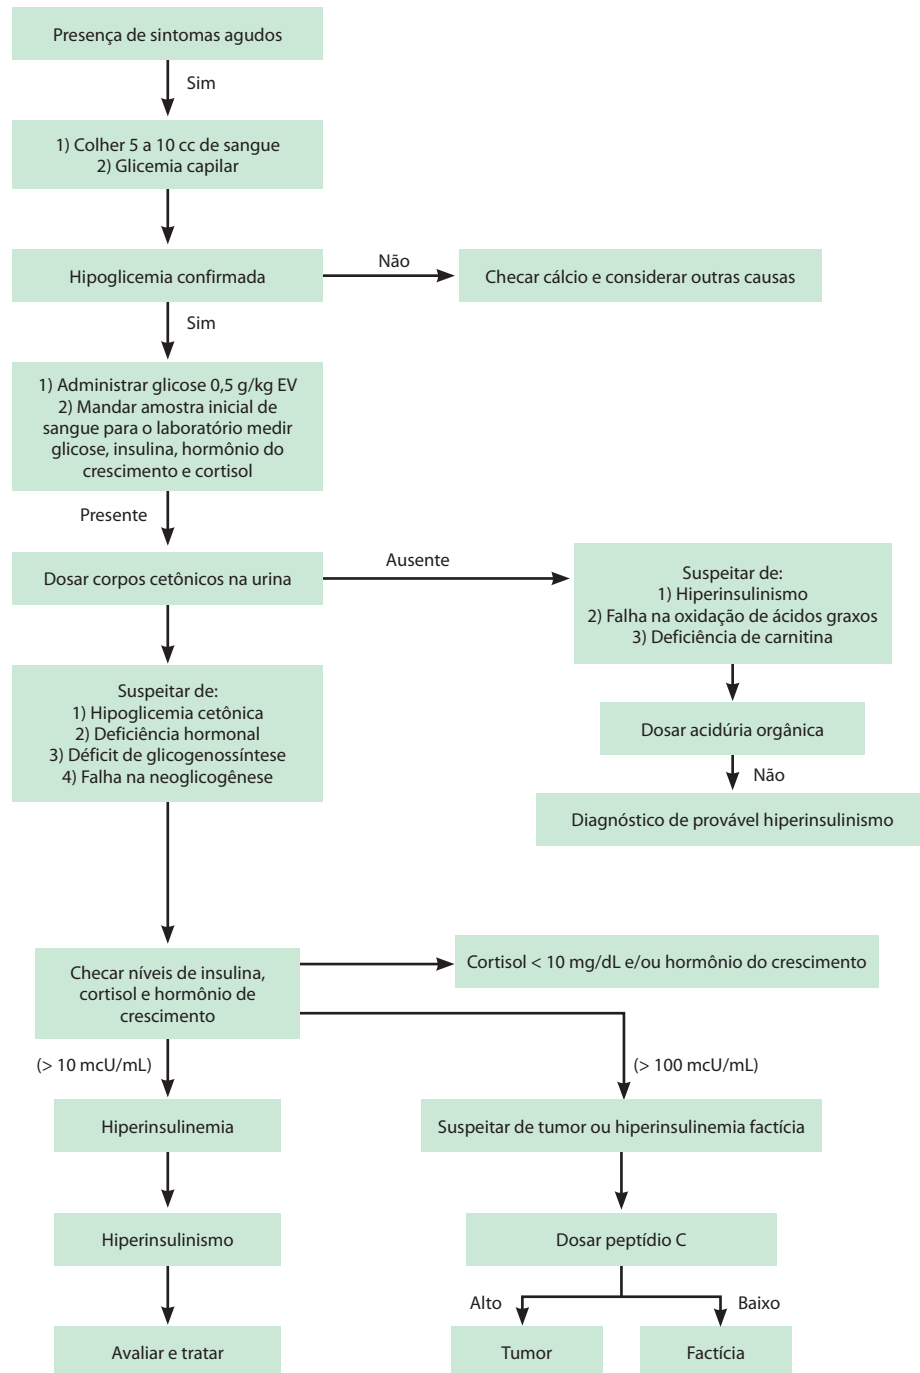 Presença de sintomas agudos
Sim
1) Colher 5 a 10 cc de sangue
2) Glicemia capilar
Hipoglicemia confirmada
Não
Checar cálcio e considerar outras causas
Sim
1) Administrar glicose 0,5 g/kg EV
2) Mandar amostra inicial de
sangue para o laboratório medir
glicose, insulina, hormônio do
crescimento e cortisol
Presente
Dosar corpos cetônicos na urina
Ausente
Suspeitar de:
1) Hiperinsulinismo
2) Falha na oxidação de ácidos graxos
3) Deficiência de carnitina
Dosar acidúria orgânica
Não
Diagnóstico de provável hiperinsulinismo
Suspeitar de:
1) Hipoglicemia cetônica
2) Deficiência hormonal
3) Déficit de glicogenossíntese
4) Falha na neoglicogênese
Checar níveis de insulina,
cortisol e hormônio de
crescimento
Cortisol < 10 mg/dL e/ou hormônio do crescimento
(> 10 mcU/mL)
(> 100 mcU/mL)
Hiperinsulinemia
Suspeitar de tumor ou hiperinsulinemia factícia
Hiperinsulinismo
Dosar peptídio C
Alto
Baixo
Avaliar e tratar
Tumor
Factícia